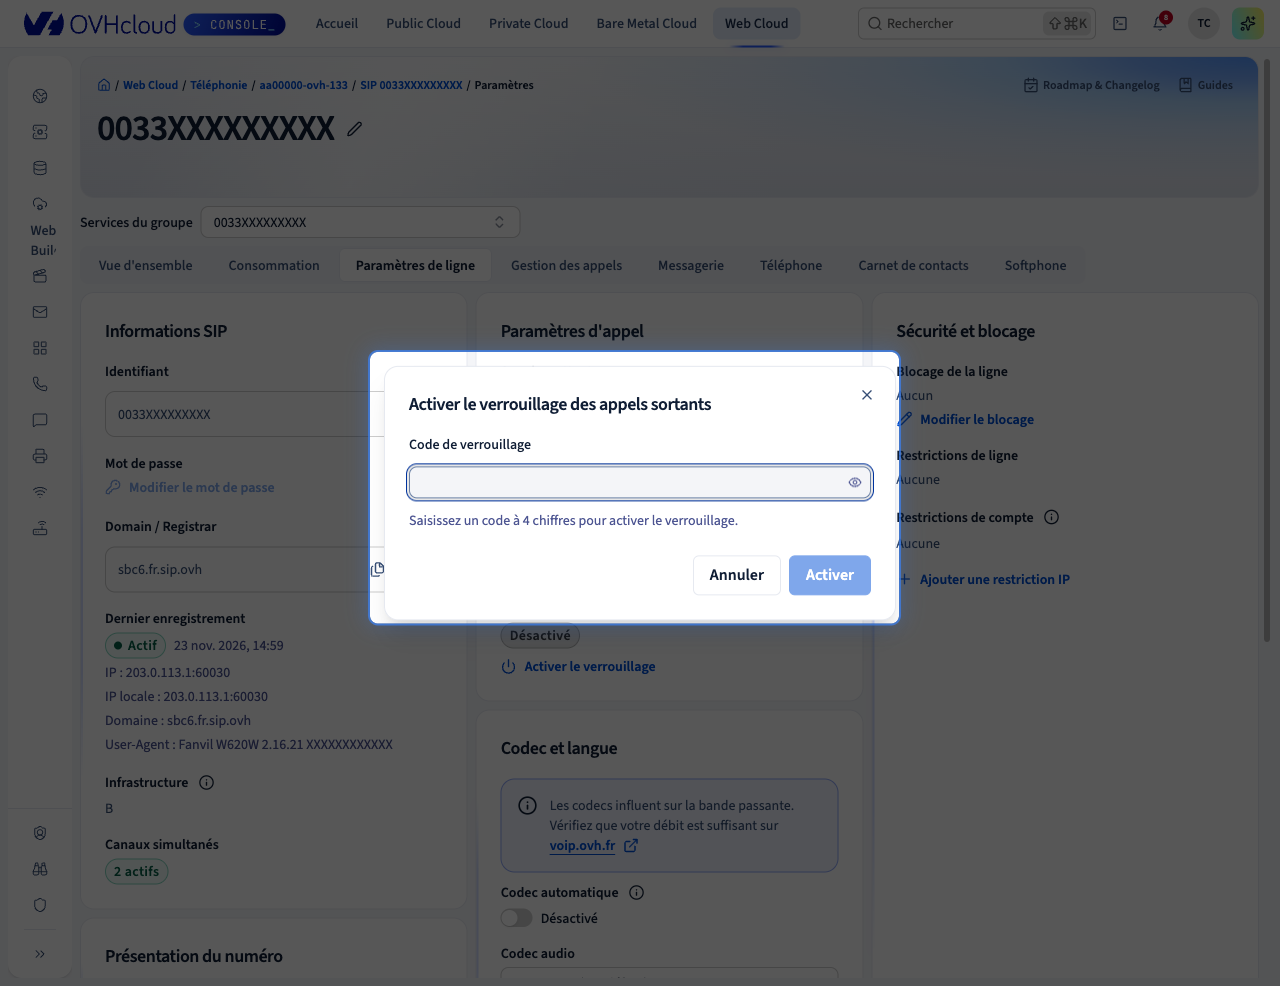 OVHcloud
> CONSOLE_
Accueil
Public Cloud
Private Cloud
Bare Metal Cloud
Web Cloud
Rechercher
⇧⌘K
8
TC
/ Web Cloud / Téléphonie / aa00000-ovh-133 / SIP 0033XXXXXXXXX / Paramètres
Roadmap & Changelog
Guides
0033XXXXXXXXX
Services du groupe
0033XXXXXXXXX
Web
Buil
Vue d'ensemble
Consommation
Paramètres de ligne
Gestion des appels
Messagerie
Téléphone
Carnet de contacts
Softphone
Informations SIP
Identifiant
0033XXXXXXXXX
Mot de passe
Modifier le mot de passe
Domain / Registrar
sbc6.fr.sip.ovh
Dernier enregistrement
Actif
23 nov. 2026, 14:59
IP : 203.0.113.1:60030
IP locale : 203.0.113.1:60030
Domaine : sbc6.fr.sip.ovh
User-Agent : Fanvil W620W 2.16.21 XXXXXXXXXXXX
Infrastructure
B
Canaux simultanés
2 actifs
Présentation du numéro
Paramètres d'appel
Activer le verrouillage des appels sortants
Code de verrouillage
Saisissez un code à 4 chiffres pour activer le verrouillage.
Annuler
Activer
Désactivé
Activer le verrouillage
Codec et langue
Les codecs influent sur la bande passante.
Vérifiez que votre débit est suffisant sur
voip.ovh.fr
Codec automatique
Désactivé
Codec audio
Sécurité et blocage
Blocage de la ligne
Aucun
Modifier le blocage
Restrictions de ligne
Aucune
Restrictions de compte
Aucune
Ajouter une restriction IP